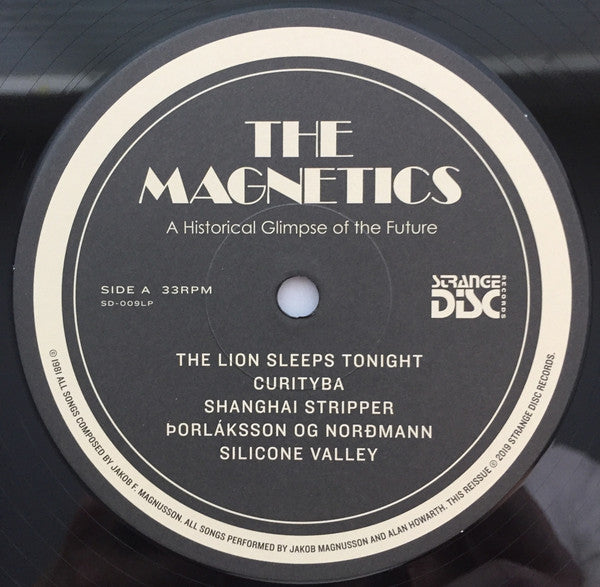 THE
MAGNETICS
A Historical Glimpse of the Future
SIDE A 33RPM
SD-009LP
STRANGE
DISC
RECORDS
THE LION SLEEPS TONIGHT
CURITYBA
SHANGHAI STRIPPER
ÞORLÁKSSON OG NORÐMANN
SILICONE VALLEY
℗ 1981 ALL SONGS COMPOSED BY JAKOB F. MAGNUSSON. ALL SONGS PERFORMED BY JAKOB MAGNUSSON AND ALAN HOWARTH. THIS REISSUE ℗ 2019 STRANGE DISC RECORDS.